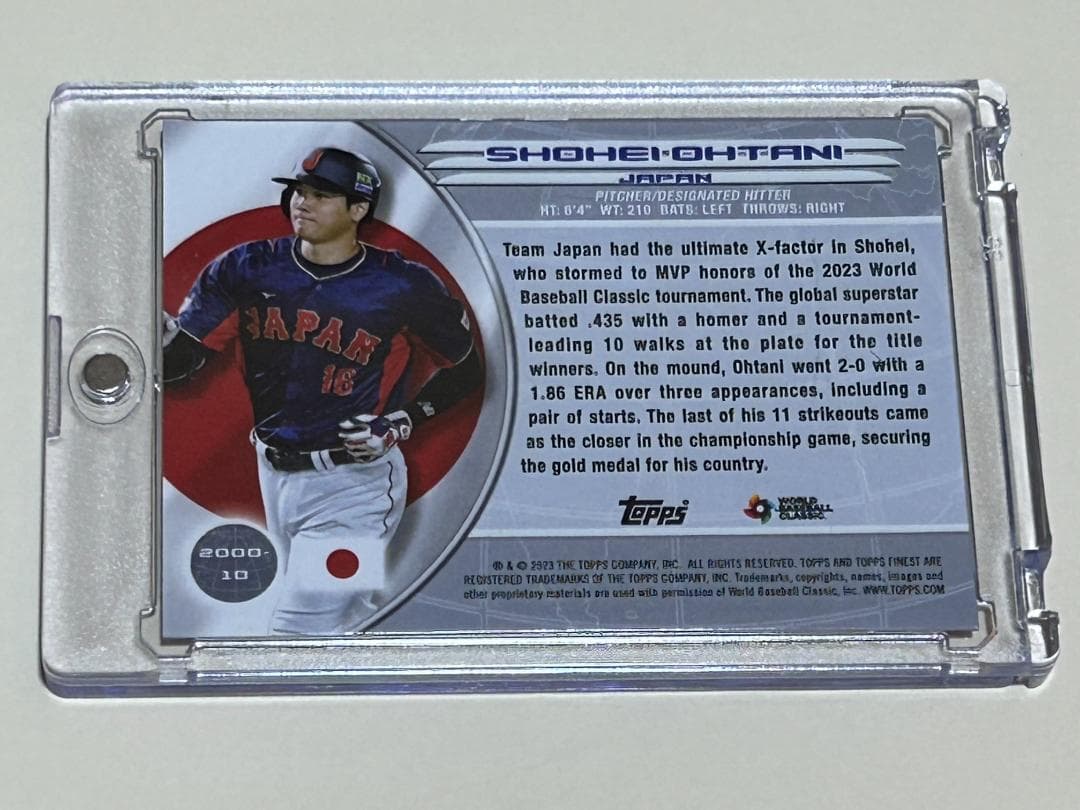 SHOHEI OHTANI
JAPAN
PITCHER/DESIGNATED HITTER
HT: 6'4" WT: 210 BATS: LEFT THROWS: RIGHT
Team Japan had the ultimate X-factor in Shohei,
who stormed to MVP honors of the 2023 World
Baseball Classic tournament. The global superstar
batted .435 with a homer and a tournament-
leading 10 walks at the plate for the title
winners. On the mound, Ohtani went 2-0 with a
1.86 ERA over three appearances, including a
pair of starts. The last of his 11 strikeouts came
as the closer in the championship game, securing
the gold medal for his country.
JAPAN
16
2000-
10
topps
WORLD
BASEBALL
CLASSIC
® & © 2023 THE TOPPS COMPANY, INC. ALL RIGHTS RESERVED. TOPPS AND TOPPS FINEST ARE
REGISTERED TRADEMARKS OF THE TOPPS COMPANY, INC. Trademarks, copyrights, names, images and
other proprietary materials are used with permission of World Baseball Classic, Inc. WWW.TOPPS.COM